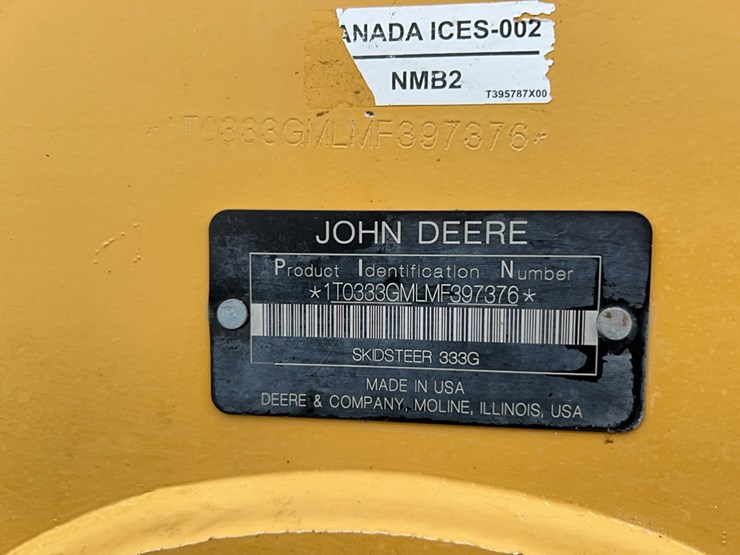 ANADA ICES-002
NMB2
T395787X00
*1T0333GMLMF397376*
JOHN DEERE
Product Identification Number
*1T0333GMLMF397376*
SKIDSTEER 333G
MADE IN USA
DEERE & COMPANY, MOLINE, ILLINOIS, USA